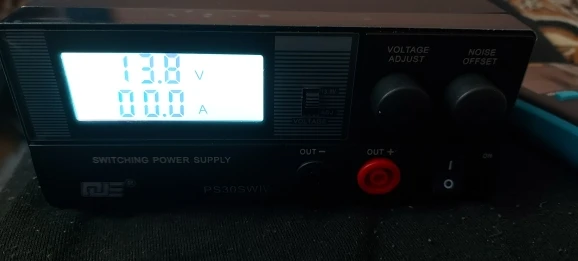 13.8 V
00.0 A
VOLTAGE
ADJUST
NOISE
OFFSET
OUT −
OUT +
SWITCHING POWER SUPPLY
I
O